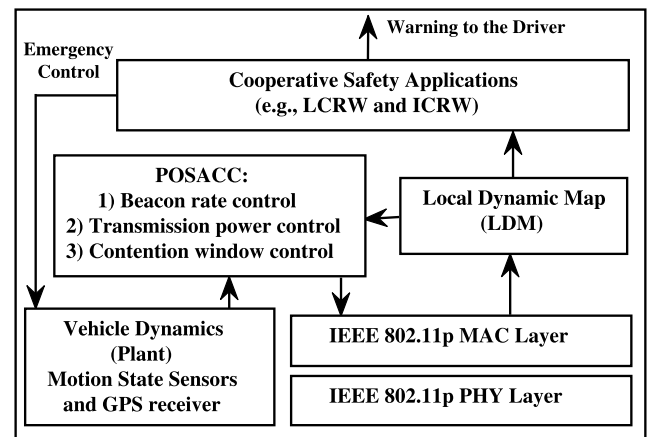 Warning to the Driver
Emergency
Control
Cooperative Safety Applications
(e.g., LCRW and ICRW)
POSACC:
1) Beacon rate control
2) Transmission power control
3) Contention window control
Local Dynamic Map
(LDM)
Vehicle Dynamics
(Plant)
Motion State Sensors
and GPS receiver
IEEE 802.11p MAC Layer
IEEE 802.11p PHY Layer